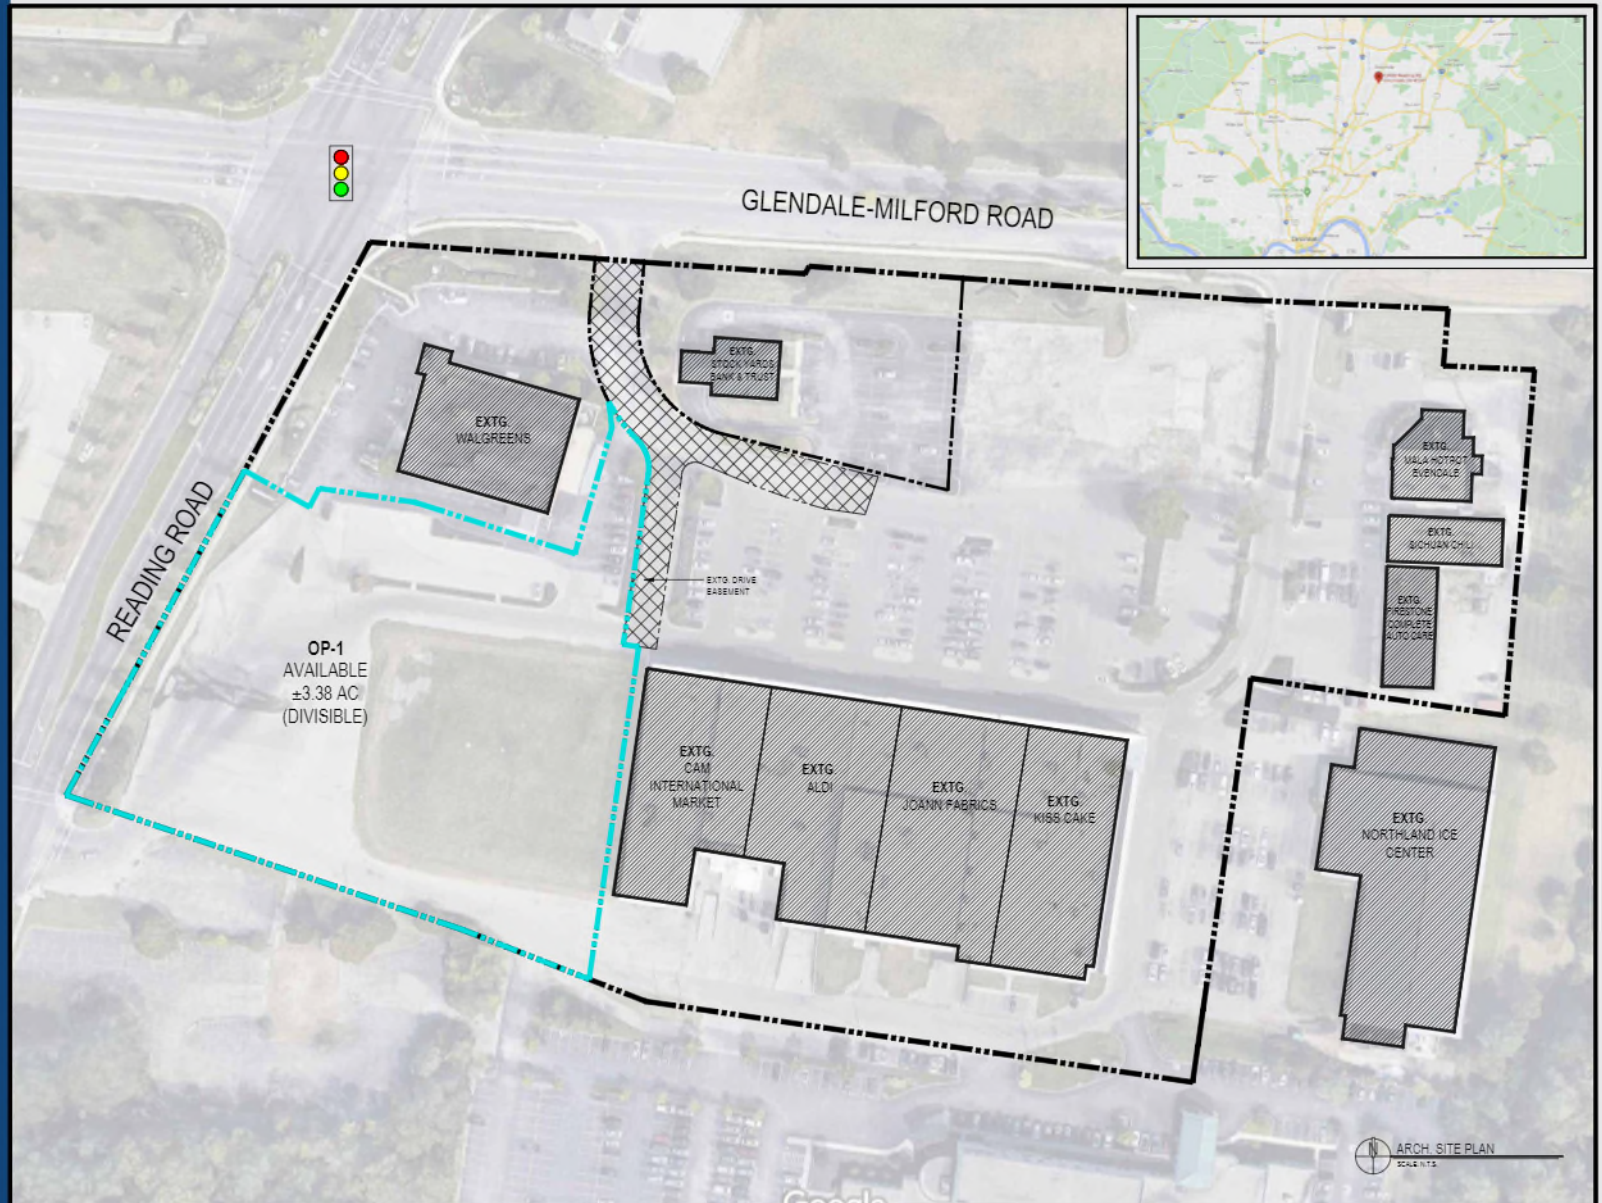 GLENDALE-MILFORD ROAD
READING ROAD
EXTG.
WALGREENS
EXTG.
STOCK YARDS
BANK & TRUST
EXTG.
MALA HOTPOT
EVENDALE
EXTG.
SICHUAN CHILI
EXTG.
FIRESTONE
COMPLETE
AUTO CARE
EXTG. DRIVE
EASEMENT
OP-1
AVAILABLE
±3.38 AC
(DIVISIBLE)
EXTG.
CAM
INTERNATIONAL
MARKET
EXTG.
ALDI
EXTG.
JOANN FABRICS
EXTG.
KISS CAKE
EXTG
NORTHLAND ICE
CENTER
N
ARCH. SITE PLAN
SCALE: N.T.S.
Google